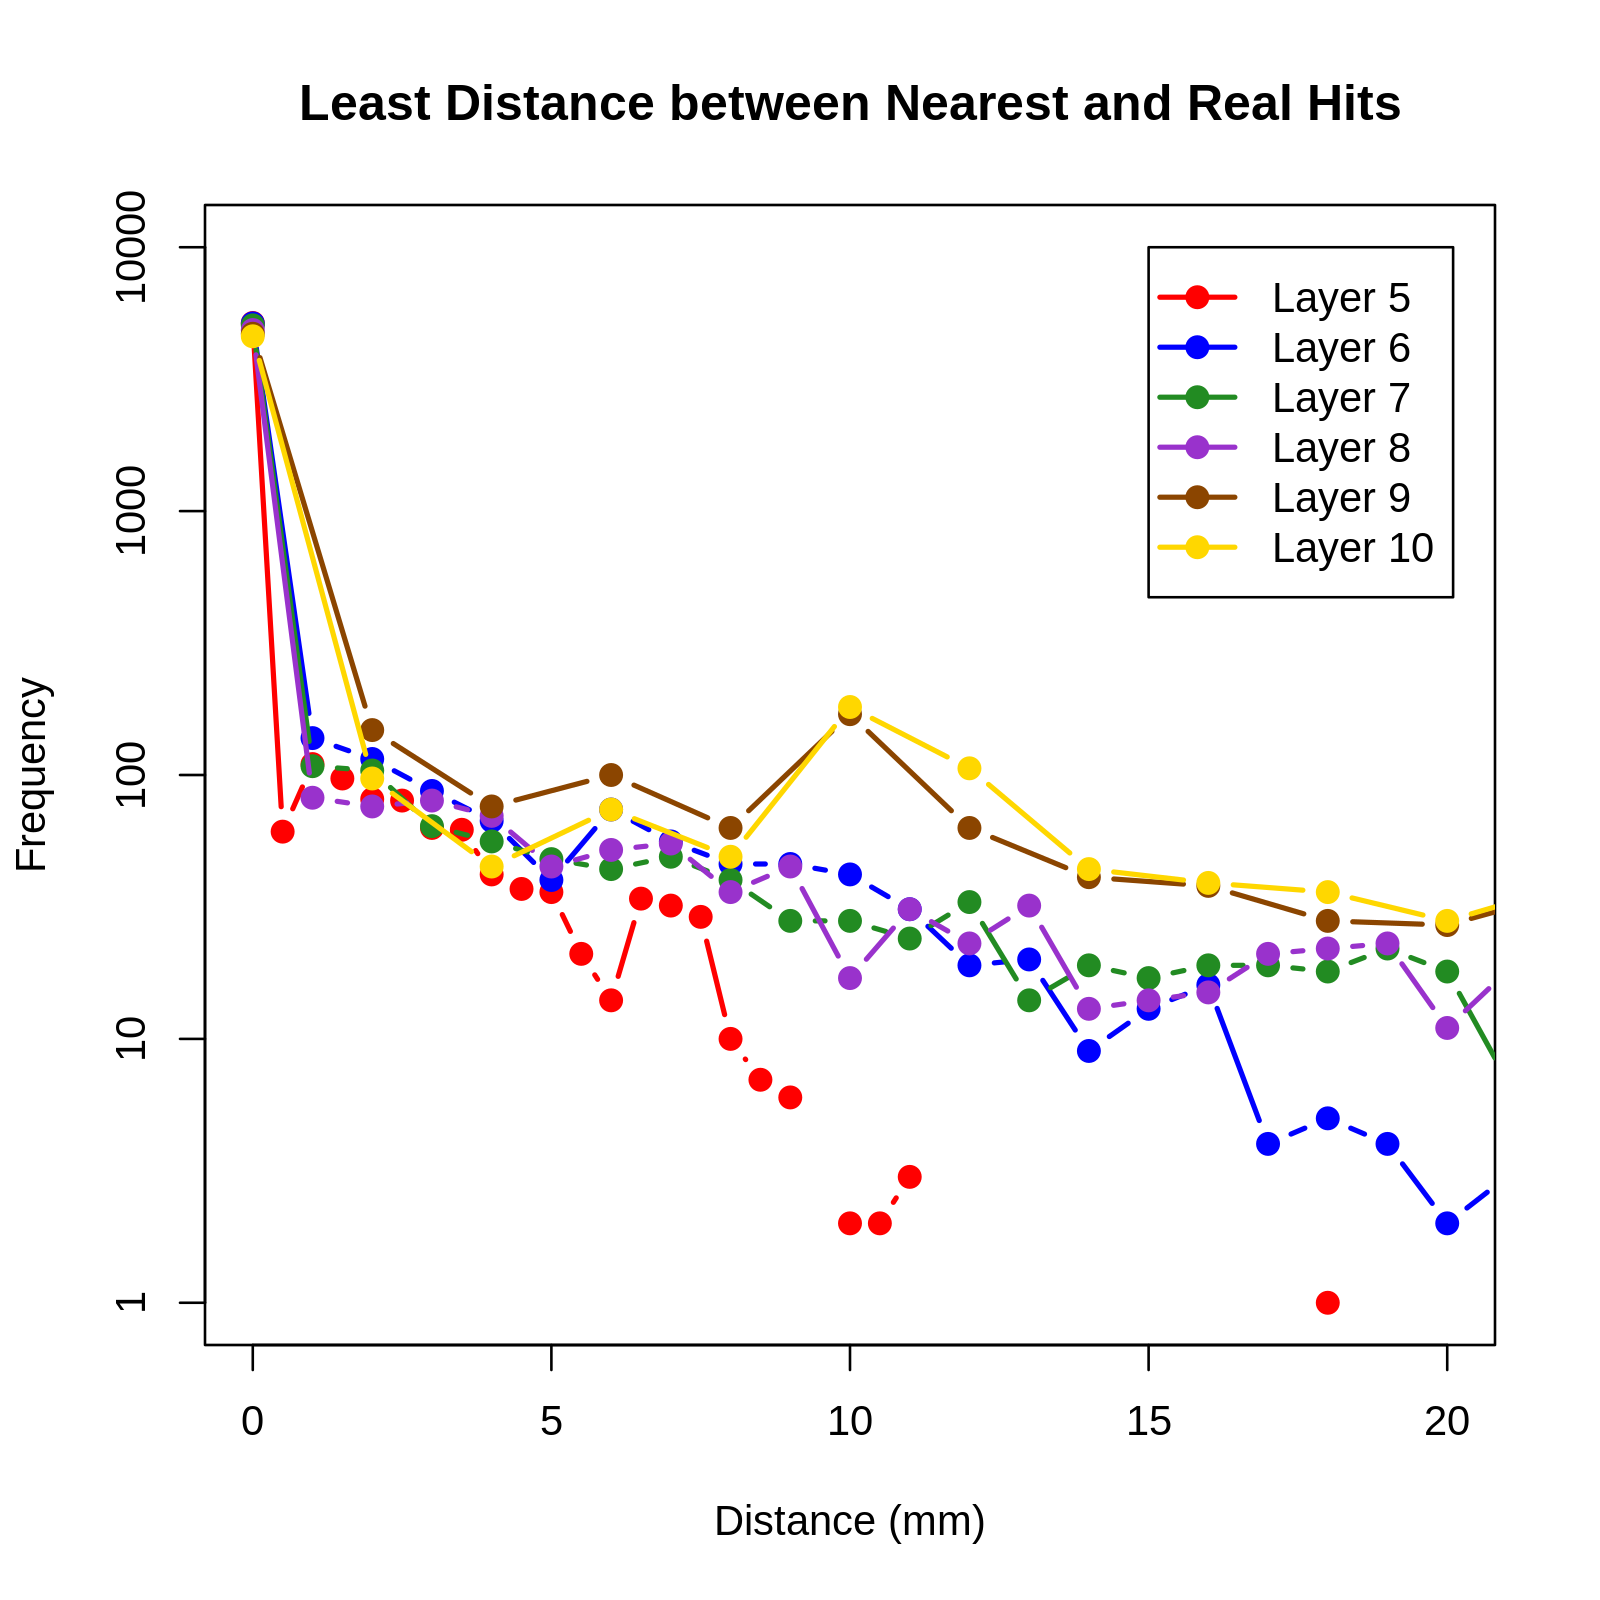 Least Distance between Nearest and Real Hits
Frequency
10000
1000
100
10
1
Layer 5
Layer 6
Layer 7
Layer 8
Layer 9
Layer 10
0 5 10 15 20
Distance (mm)